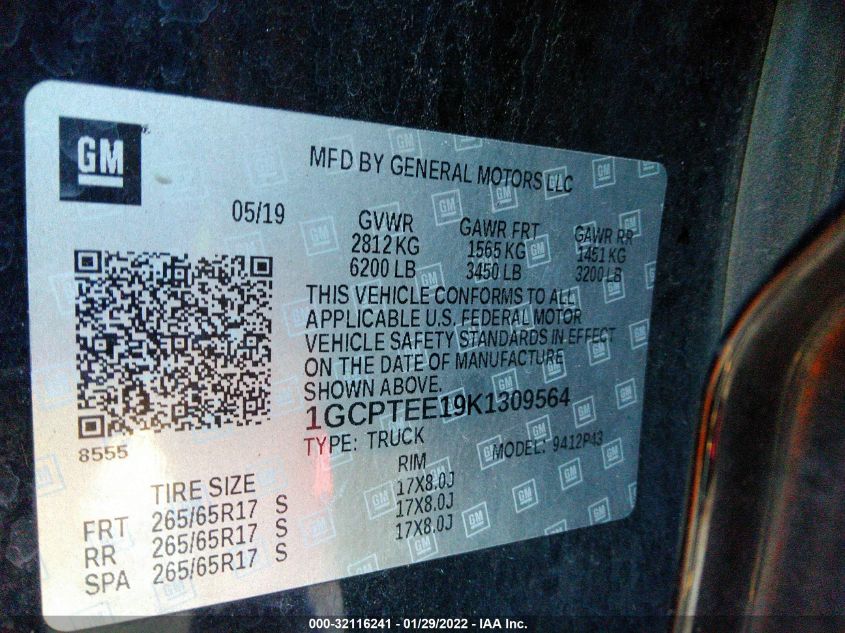 GM
MFD BY GENERAL MOTORS LLC
05/19
GVWR GAWR FRT GAWR RR
2812 KG 1565 KG 1451 KG
6200 LB 3450 LB 3200 LB
THIS VEHICLE CONFORMS TO ALL
APPLICABLE U.S. FEDERAL MOTOR
VEHICLE SAFETY STANDARDS IN EFFECT
ON THE DATE OF MANUFACTURE
SHOWN ABOVE.
1GCPTEE19K1309564
8555
TYPE: TRUCK MODEL: 9412P43
TIRE SIZE RIM
FRT 265/65R17 S 17X8.0J
RR 265/65R17 S 17X8.0J
SPA 265/65R17 S 17X8.0J
000-32116241 - 01/29/2022 - IAA Inc.